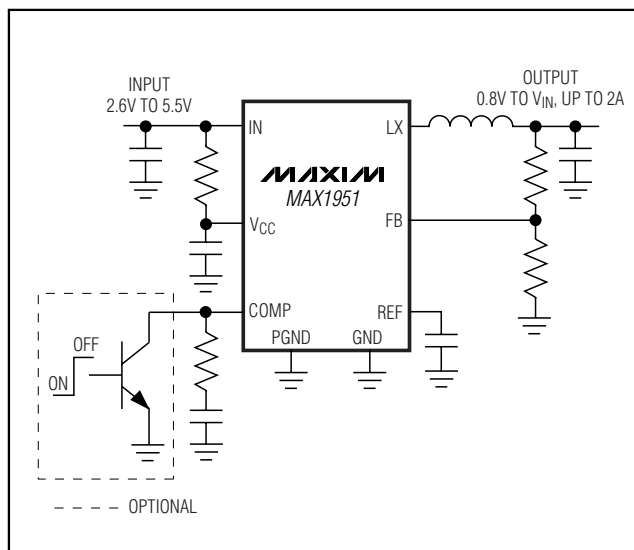 INPUT
2.6V TO 5.5V
OUTPUT
0.8V TO VIN, UP TO 2A
IN
LX
MAXIM
MAX1951
VCC
FB
COMP
REF
PGND
GND
OFF
ON
OPTIONAL